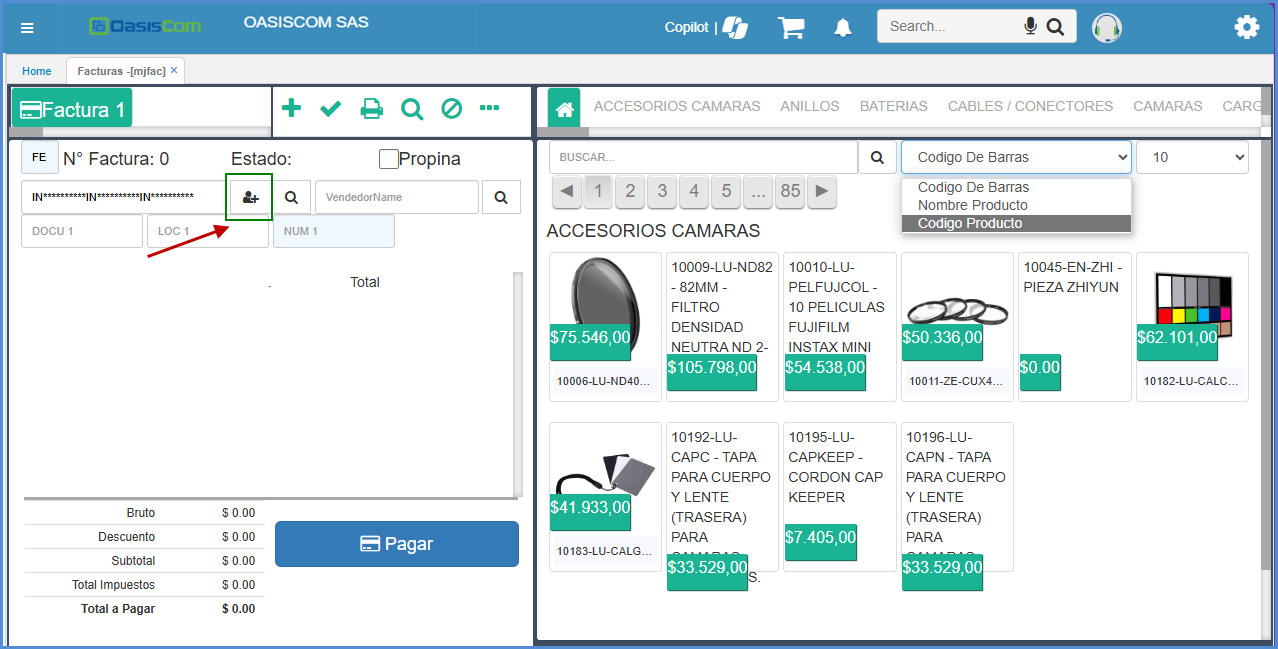 OasisCom
OASISCOM SAS
Copilot |
Search...
Home
Facturas -[mjfac] ×
Factura 1
FE
N° Factura: 0
Estado:
Propina
IN**********IN**********IN**********
VendedorName
DOCU 1
LOC 1
NUM 1
.
Total
Bruto $ 0.00
Descuento $ 0.00
Subtotal $ 0.00
Total Impuestos $ 0.00
Total a Pagar $ 0.00
Pagar
ACCESORIOS CAMARAS
ANILLOS
BATERIAS
CABLES / CONECTORES
CAMARAS
CARG
BUSCAR...
Codigo De Barras
10
Codigo De Barras
Nombre Producto
Codigo Producto
1
2
3
4
5
...
85
ACCESORIOS CAMARAS
$75.546,00
10006-LU-ND40...
10009-LU-ND82
- 82MM -
FILTRO
DENSIDAD
NEUTRA ND 2-
$105.798,00
10010-LU-
PELFUJCOL -
10 PELICULAS
FUJIFILM
INSTAX MINI
$54.538,00
$50.336,00
10011-ZE-CUX4...
10045-EN-ZHI -
PIEZA ZHIYUN
$0.00
$62.101,00
10182-LU-CALC...
$41.933,00
10183-LU-CALG...
10192-LU-
CAPC - TAPA
PARA CUERPO
Y LENTE
(TRASERA)
PARA
CAMARAS
$33.529,00
S.
10195-LU-
CAPKEEP -
CORDON CAP
KEEPER
$7.405,00
10196-LU-
CAPN - TAPA
PARA CUERPO
Y LENTE
(TRASERA)
PARA
CAMARAS
$33.529,00